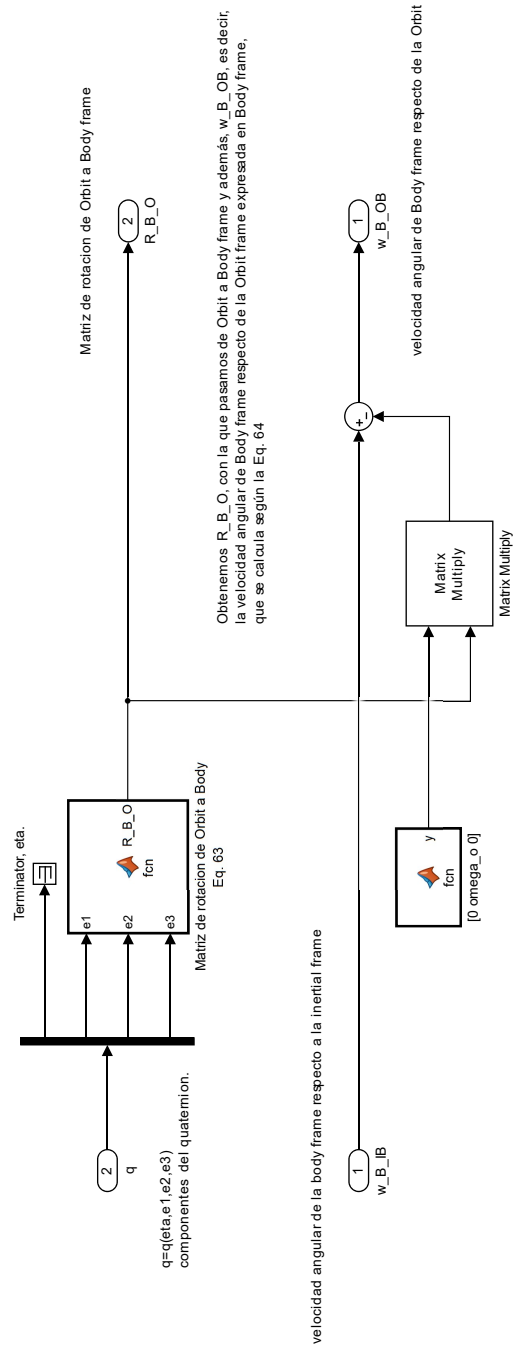 Terminator, eta.
2
q
q=q(eta,e1,e2,e3)
componentes del quaternion.
e1
e2
e3
fcn
R_B_O
Matriz de rotacion de Orbit a Body
Eq. 63
Matriz de rotacion de Orbit a Body frame
2
R_B_O
Obtenemos R_B_O, con la que pasamos de Orbit a Body frame y además, w_B_OB, es decir,
la velocidad angular de Body frame respecto de la Orbit frame expresada en Body frame,
que se calcula según la Eq. 64
velocidad angular de la body frame respecto a la inertial frame
1
w_B_IB
+
−
1
w_B_OB
velocidad angular de Body frame respecto de la Orbit
fcn
y
[0 omega_o 0]
Matrix
Multiply
Matrix Multiply